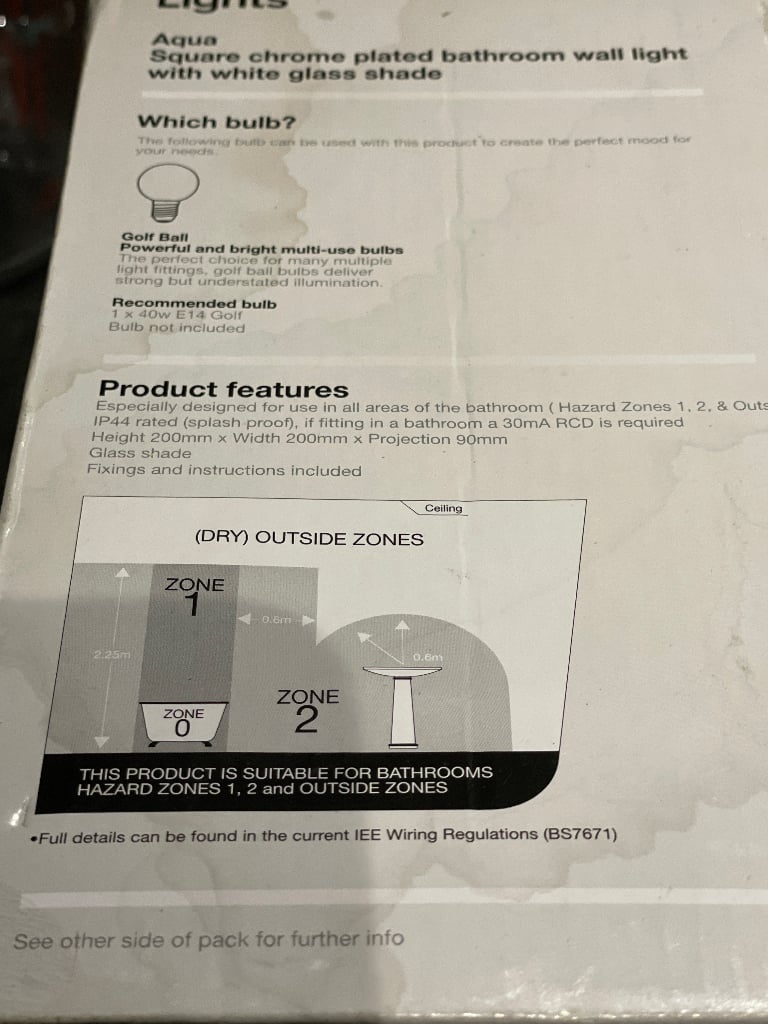 Lights
Aqua
Square chrome plated bathroom wall light
with white glass shade
Which bulb?
The following bulb can be used with this product to create the perfect mood for
your needs.
Golf Ball
Powerful and bright multi-use bulbs
The perfect choice for many multiple
light fittings, golf ball bulbs deliver
strong but understated illumination.
Recommended bulb
1 x 40w E14 Golf
Bulb not included
Product features
Especially designed for use in all areas of the bathroom ( Hazard Zones 1, 2, & Outs
IP44 rated (splash proof), if fitting in a bathroom a 30mA RCD is required
Height 200mm x Width 200mm x Projection 90mm
Glass shade
Fixings and instructions included
Ceiling
(DRY) OUTSIDE ZONES
ZONE
1
0.6m
2.25m
0.6m
ZONE
2
ZONE
0
THIS PRODUCT IS SUITABLE FOR BATHROOMS
HAZARD ZONES 1, 2 and OUTSIDE ZONES
•Full details can be found in the current IEE Wiring Regulations (BS7671)
See other side of pack for further info